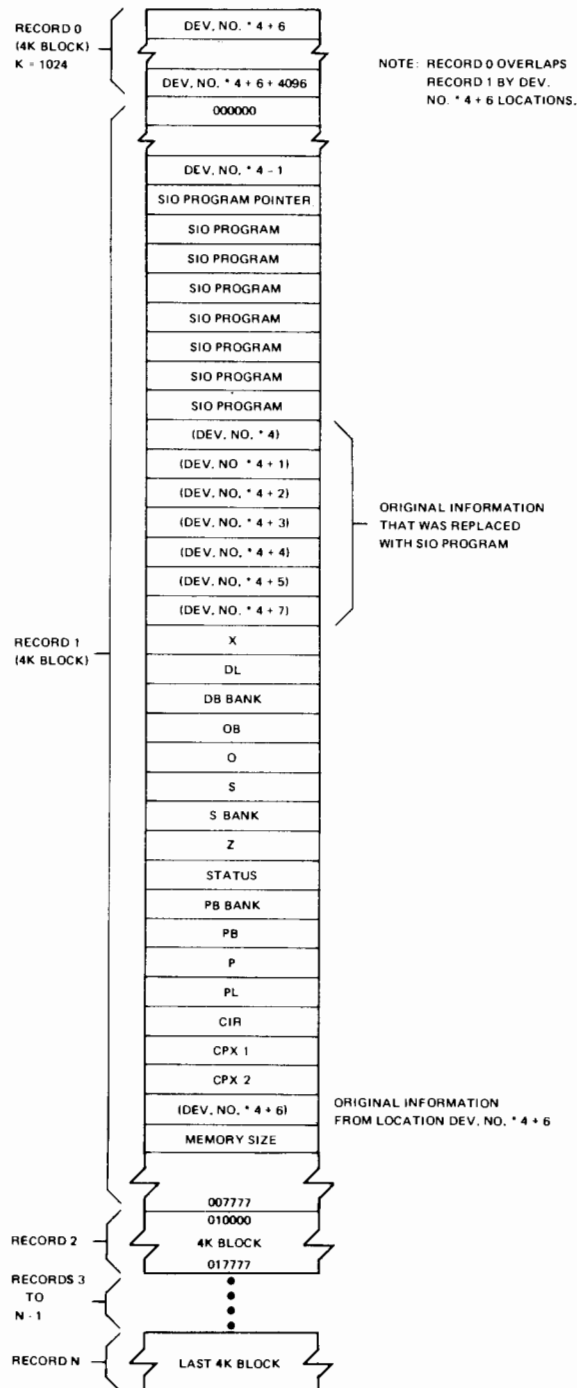 RECORD 0
(4K BLOCK)
K = 1024
DEV. NO. * 4 + 6
DEV. NO. * 4 + 6 + 4096
NOTE: RECORD 0 OVERLAPS
RECORD 1 BY DEV.
NO. * 4 + 6 LOCATIONS.
RECORD 1
(4K BLOCK)
000000
DEV. NO. * 4 - 1
SIO PROGRAM POINTER
SIO PROGRAM
SIO PROGRAM
SIO PROGRAM
SIO PROGRAM
SIO PROGRAM
SIO PROGRAM
SIO PROGRAM
(DEV. NO. * 4)
(DEV. NO * 4 + 1)
(DEV. NO. * 4 + 2)
(DEV. NO. * 4 + 3)
(DEV. NO. * 4 + 4)
(DEV. NO. * 4 + 5)
(DEV. NO. * 4 + 7)
ORIGINAL INFORMATION
THAT WAS REPLACED
WITH SIO PROGRAM
X
DL
DB BANK
OB
O
S
S BANK
Z
STATUS
PB BANK
PB
P
PL
CIR
CPX 1
CPX 2
(DEV. NO. * 4 + 6)
ORIGINAL INFORMATION
FROM LOCATION DEV. NO. * 4 + 6
MEMORY SIZE
007777
RECORD 2
010000
4K BLOCK
017777
RECORDS 3
TO
N - 1
RECORD N
LAST 4K BLOCK